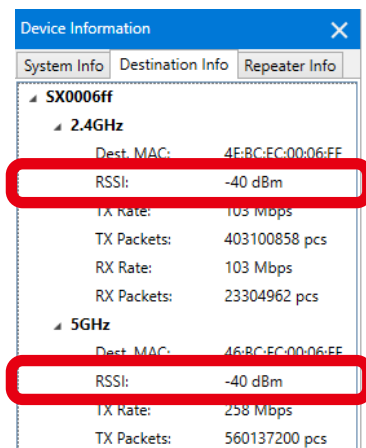 Device Information
System Info Destination Info Repeater Info
SX0006ff
2.4GHz
Dest. MAC: 4E:BC:EC:00:06:FF
RSSI: -40 dBm
TX Rate: 103 Mbps
TX Packets: 403100858 pcs
RX Rate: 103 Mbps
RX Packets: 23304962 pcs
5GHz
Dest. MAC: 46:BC:EC:00:06:FF
RSSI: -40 dBm
TX Rate: 258 Mbps
TX Packets: 560137200 pcs